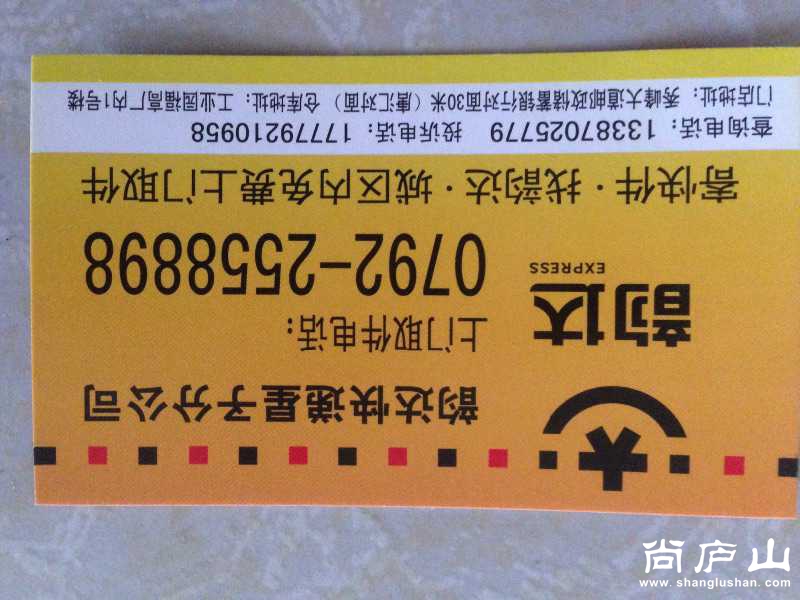 韵达快递星子分公司
韵达
EXPRESS
上门取件电话:
0792-2558898
寄快件·找韵达·城区内免费上门取件
查询电话:13387025779 投诉电话:17779210958
门店地址:秀峰大道邮政储蓄银行对面30米(唐汇对面) 仓库地址:工业园福高厂内1号楼
尚庐山
www.shanglushan.com